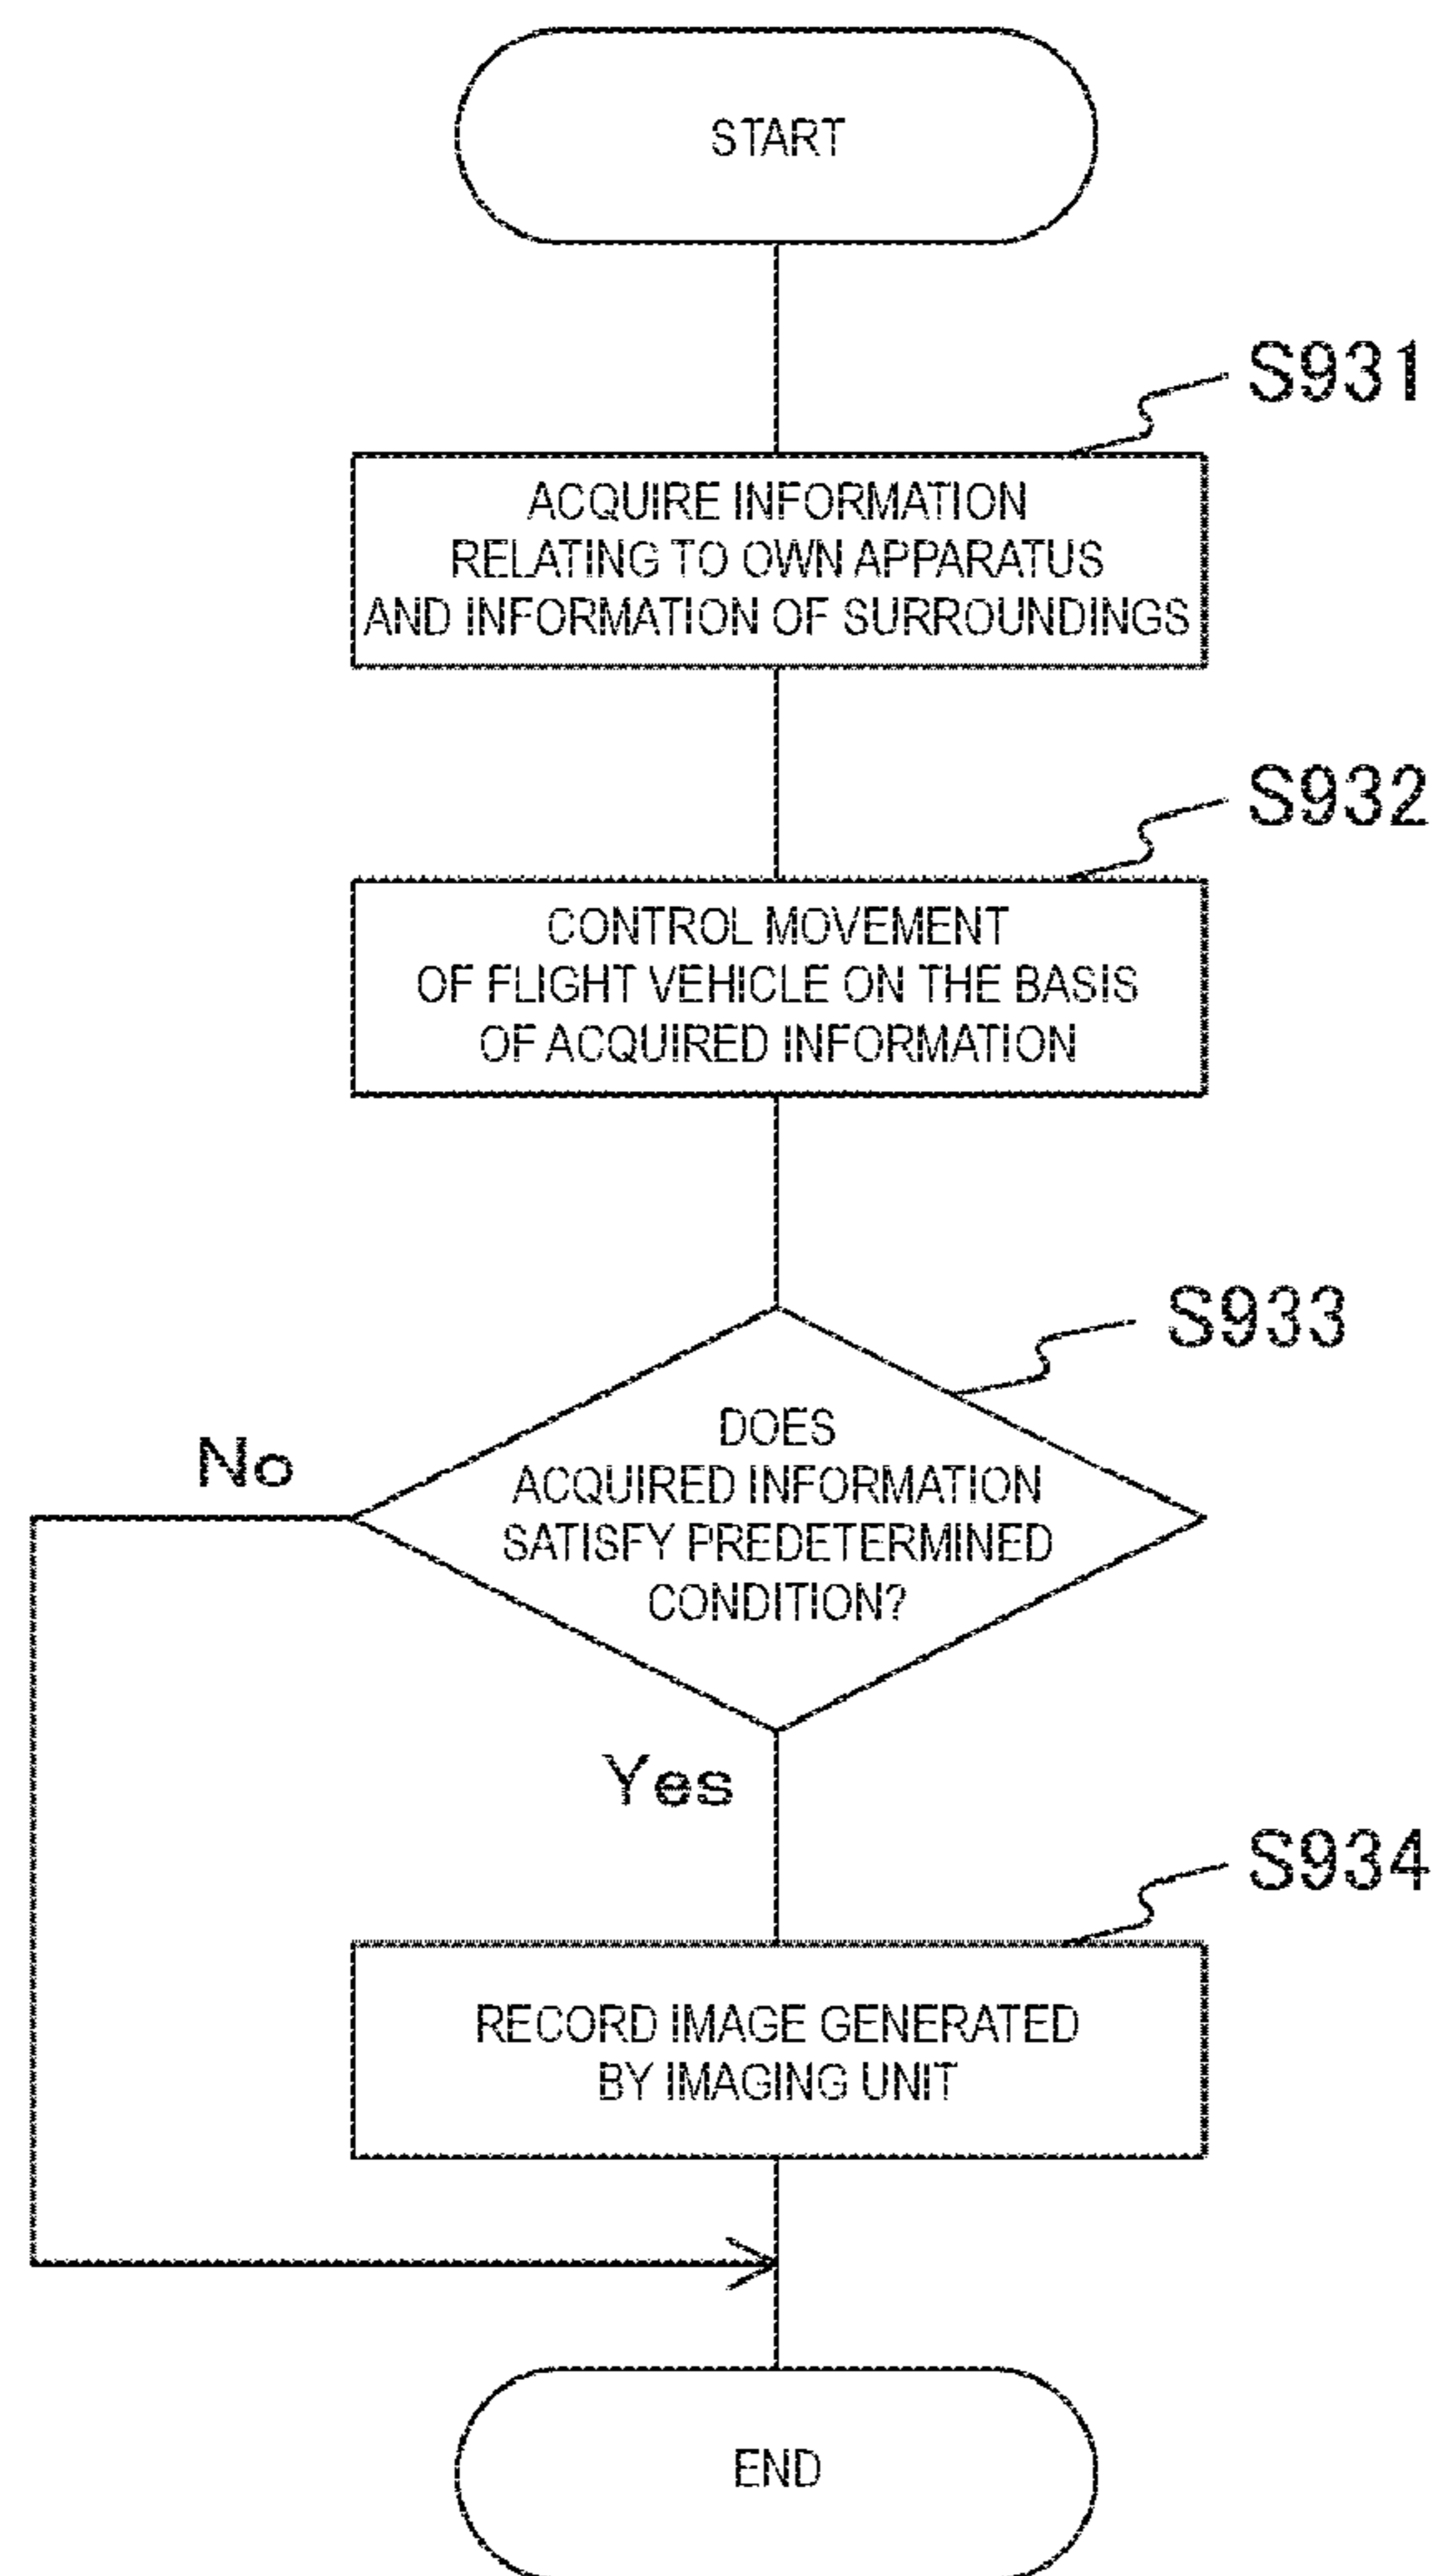 START
S931
ACQUIRE INFORMATION
RELATING TO OWN APPARATUS
AND INFORMATION OF SURROUNDINGS
S932
CONTROL MOVEMENT
OF FLIGHT VEHICLE ON THE BASIS
OF ACQUIRED INFORMATION
S933
DOES
ACQUIRED INFORMATION
SATISFY PREDETERMINED
CONDITION?
No
Yes
S934
RECORD IMAGE GENERATED
BY IMAGING UNIT
END